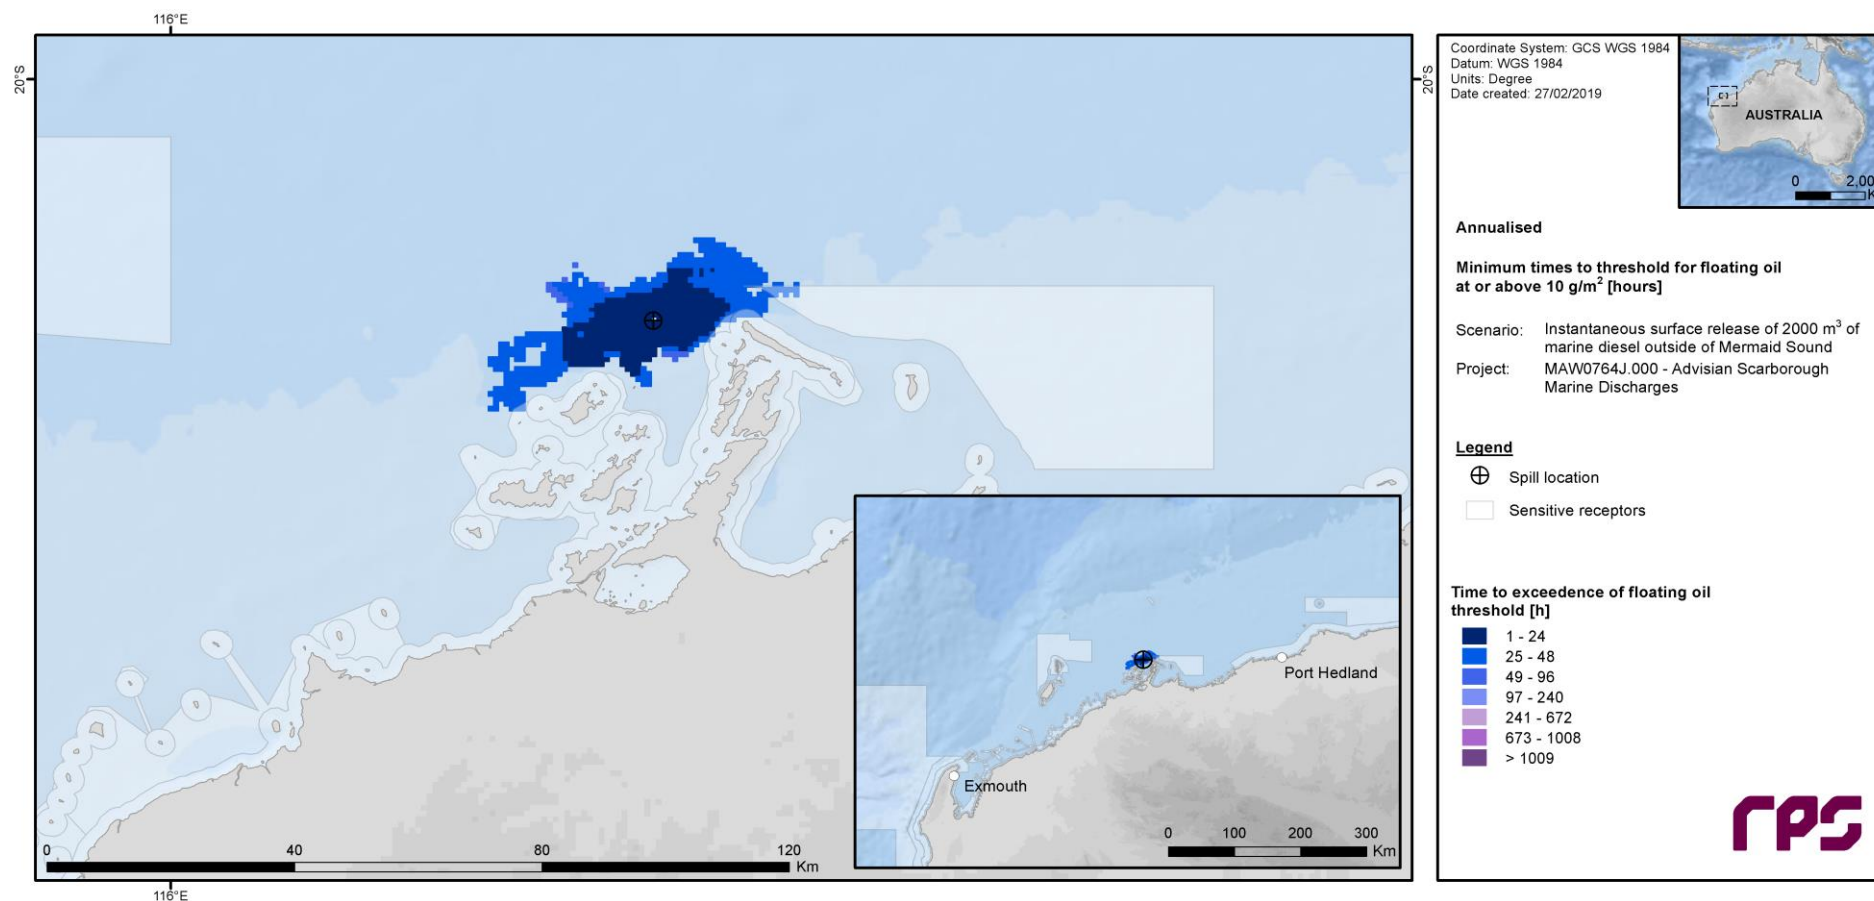 116°E
20°S
20°S
Coordinate System: GCS WGS 1984
Datum: WGS 1984
Units: Degree
Date created: 27/02/2019
AUSTRALIA
0 2,00
K
Annualised
Minimum times to threshold for floating oil
at or above 10 g/m² [hours]
Scenario: Instantaneous surface release of 2000 m³ of
marine diesel outside of Mermaid Sound
Project: MAW0764J.000 - Advisian Scarborough
Marine Discharges
Legend
Spill location
Sensitive receptors
Time to exceedence of floating oil
threshold [h]
1 - 24
25 - 48
49 - 96
97 - 240
241 - 672
673 - 1008
> 1009
rps
Port Hedland
Exmouth
0 100 200 300
Km
0 40 80 120
Km
116°E